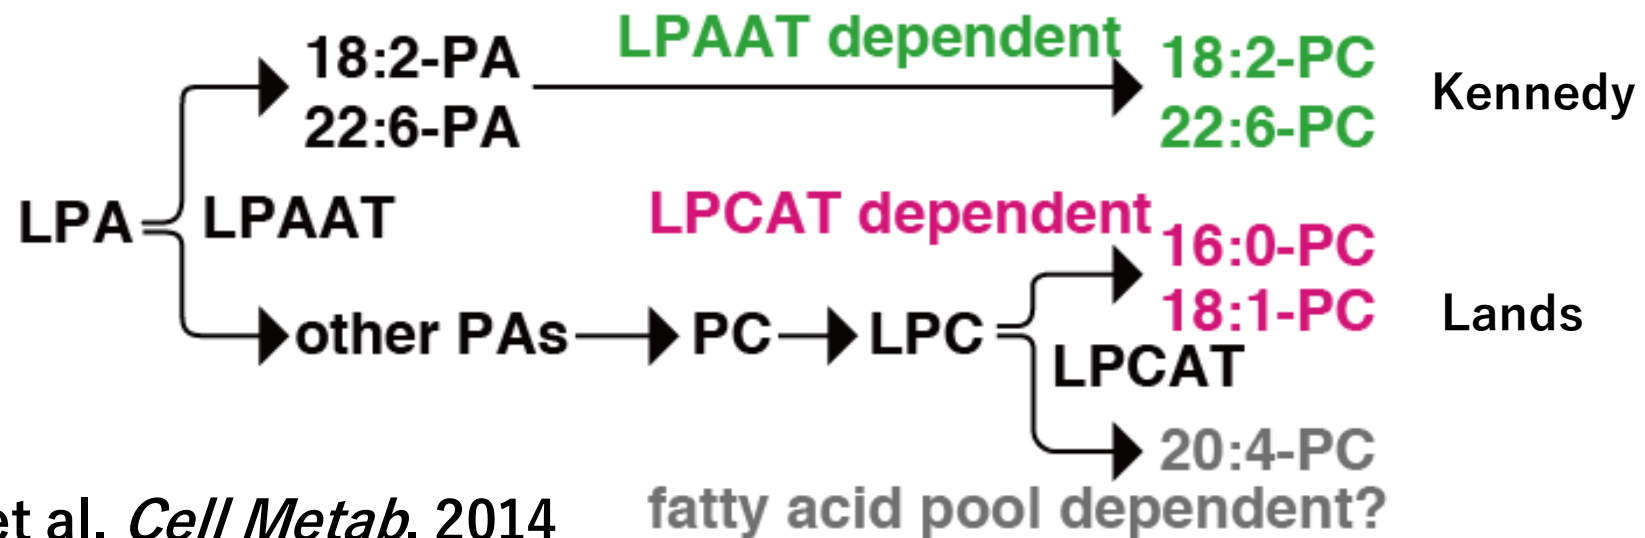 LPAAT dependent
18:2-PA
22:6-PA
18:2-PC
22:6-PC
Kennedy
LPA
LPAAT
LPCAT dependent
16:0-PC
18:1-PC
Lands
other PAs
PC
LPC
LPCAT
20:4-PC
fatty acid pool dependent?
et al. Cell Metab. 2014